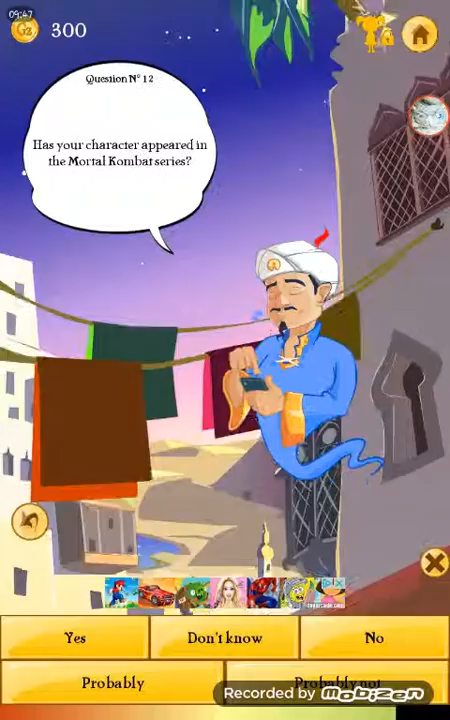 09:47
300
Question N° 12
Has your character appeared in
the Mortal Kombat series?
Yes
Don't know
No
Probably
Probably not
Recorded by mobizen